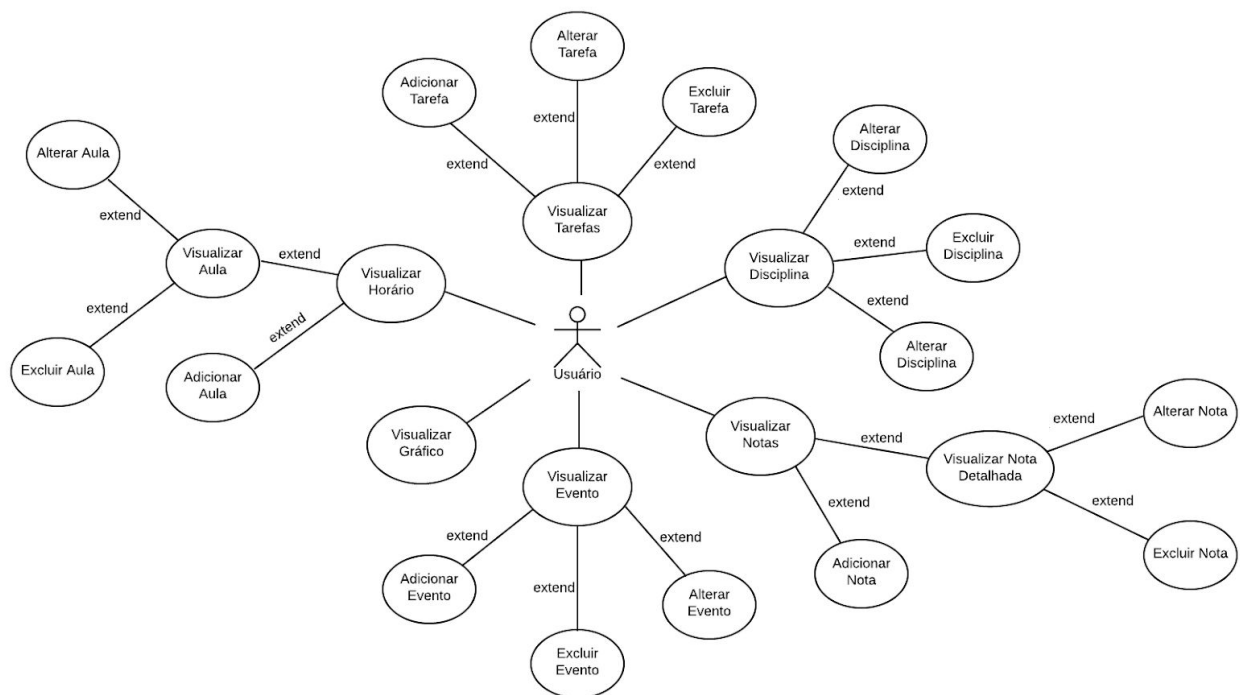 Alterar
Tarefa
Adicionar
Tarefa
extend
Excluir
Tarefa
extend
extend
Visualizar
Tarefas
Alterar Aula
extend
Visualizar
Aula
extend
Excluir Aula
extend
Visualizar
Horário
extend
Adicionar
Aula
Alterar
Disciplina
extend
Visualizar
Disciplina
extend
Excluir
Disciplina
extend
Alterar
Disciplina
Usuário
Visualizar
Gráfico
Visualizar
Evento
extend
Adicionar
Evento
extend
Excluir
Evento
extend
Alterar
Evento
Visualizar
Notas
extend
Adicionar
Nota
extend
Visualizar Nota
Detalhada
extend
Alterar Nota
extend
Excluir Nota